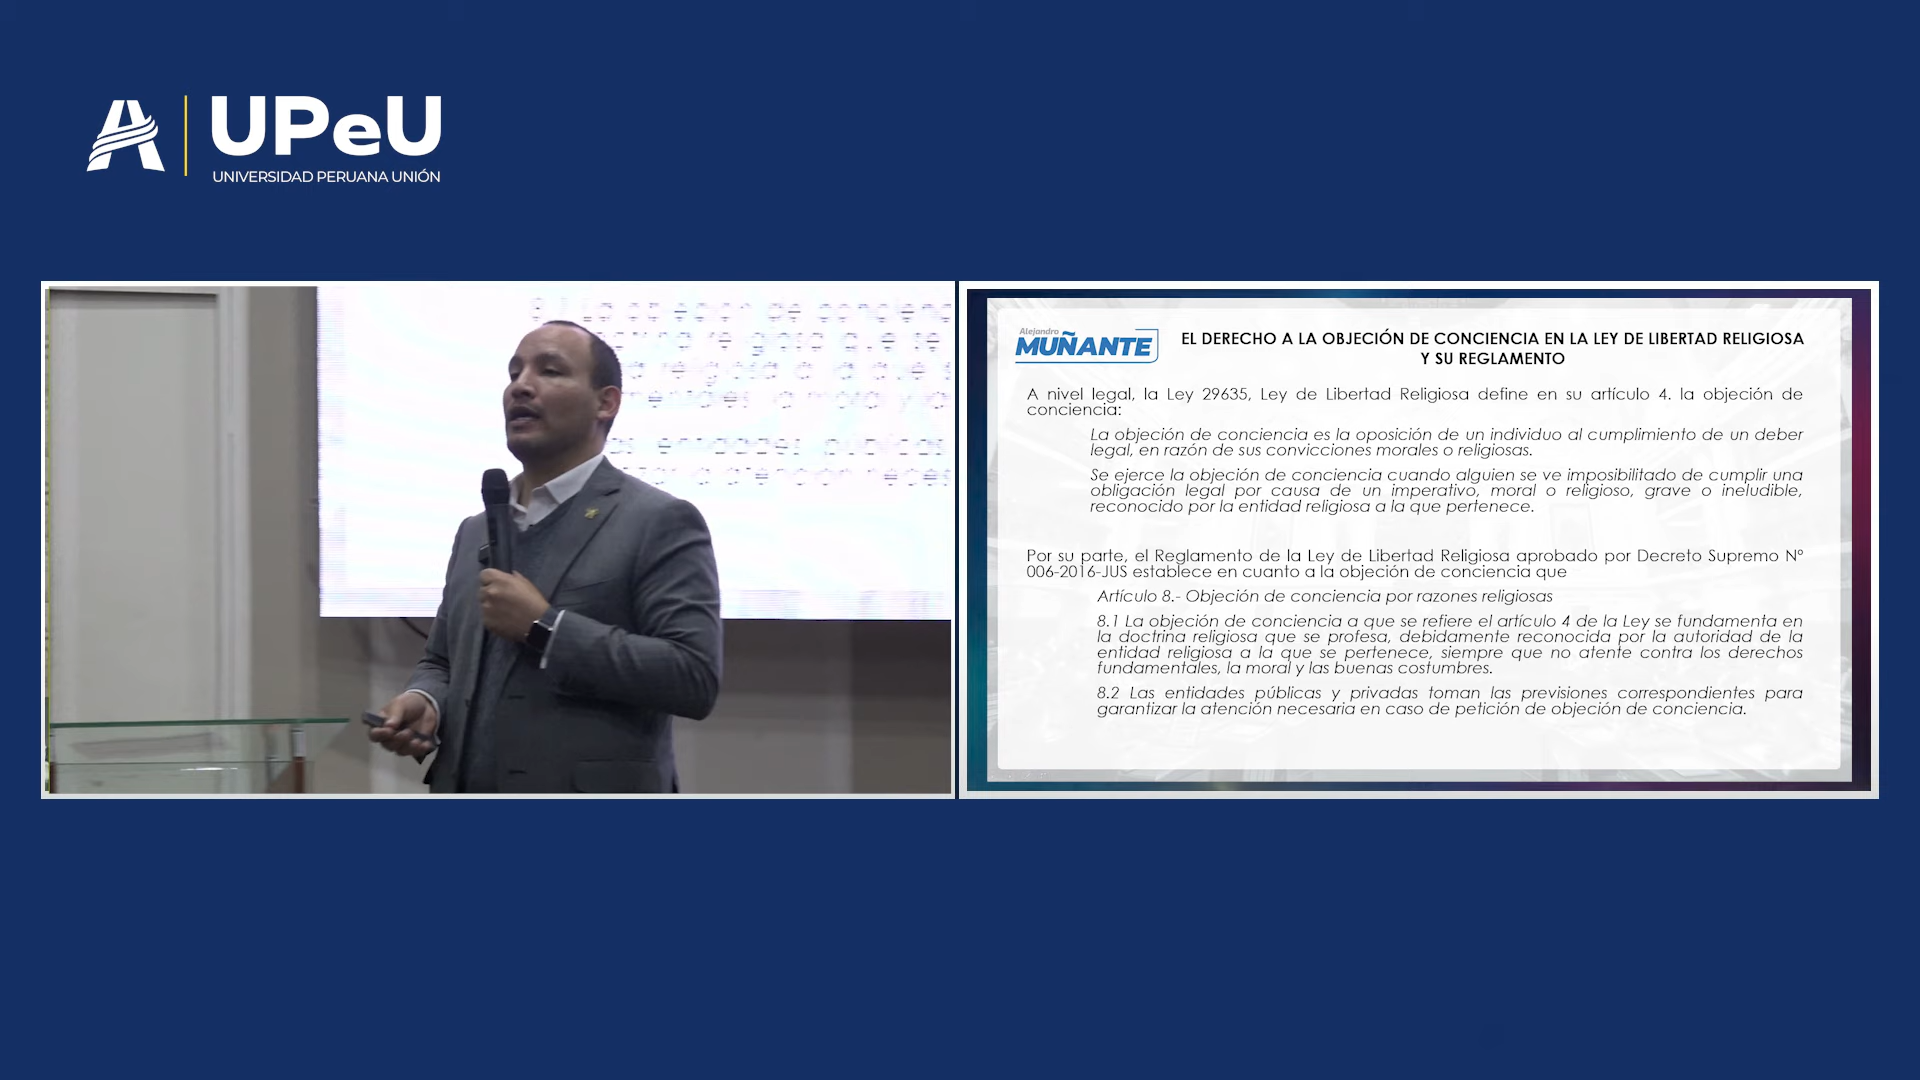 UPeU
UNIVERSIDAD PERUANA UNIÓN
Alejandro
MUÑANTE
EL DERECHO A LA OBJECIÓN DE CONCIENCIA EN LA LEY DE LIBERTAD RELIGIOSA
Y SU REGLAMENTO
A nivel legal, la Ley 29635, Ley de Libertad Religiosa define en su artículo 4. la objeción de
conciencia:
La objeción de conciencia es la oposición de un individuo al cumplimiento de un deber
legal, en razón de sus convicciones morales o religiosas.
Se ejerce la objeción de conciencia cuando alguien se ve imposibilitado de cumplir una
obligación legal por causa de un imperativo, moral o religioso, grave o ineludible,
reconocido por la entidad religiosa a la que pertenece.
Por su parte, el Reglamento de la Ley de Libertad Religiosa aprobado por Decreto Supremo Nº
006-2016-JUS establece en cuanto a la objeción de conciencia que
Artículo 8.- Objeción de conciencia por razones religiosas
8.1 La objeción de conciencia a que se refiere el artículo 4 de la Ley se fundamenta en
la doctrina religiosa que se profesa, debidamente reconocida por la autoridad de la
entidad religiosa a la que se pertenece, siempre que no atente contra los derechos
fundamentales, la moral y las buenas costumbres.
8.2 Las entidades públicas y privadas toman las previsiones correspondientes para
garantizar la atención necesaria en caso de petición de objeción de conciencia.